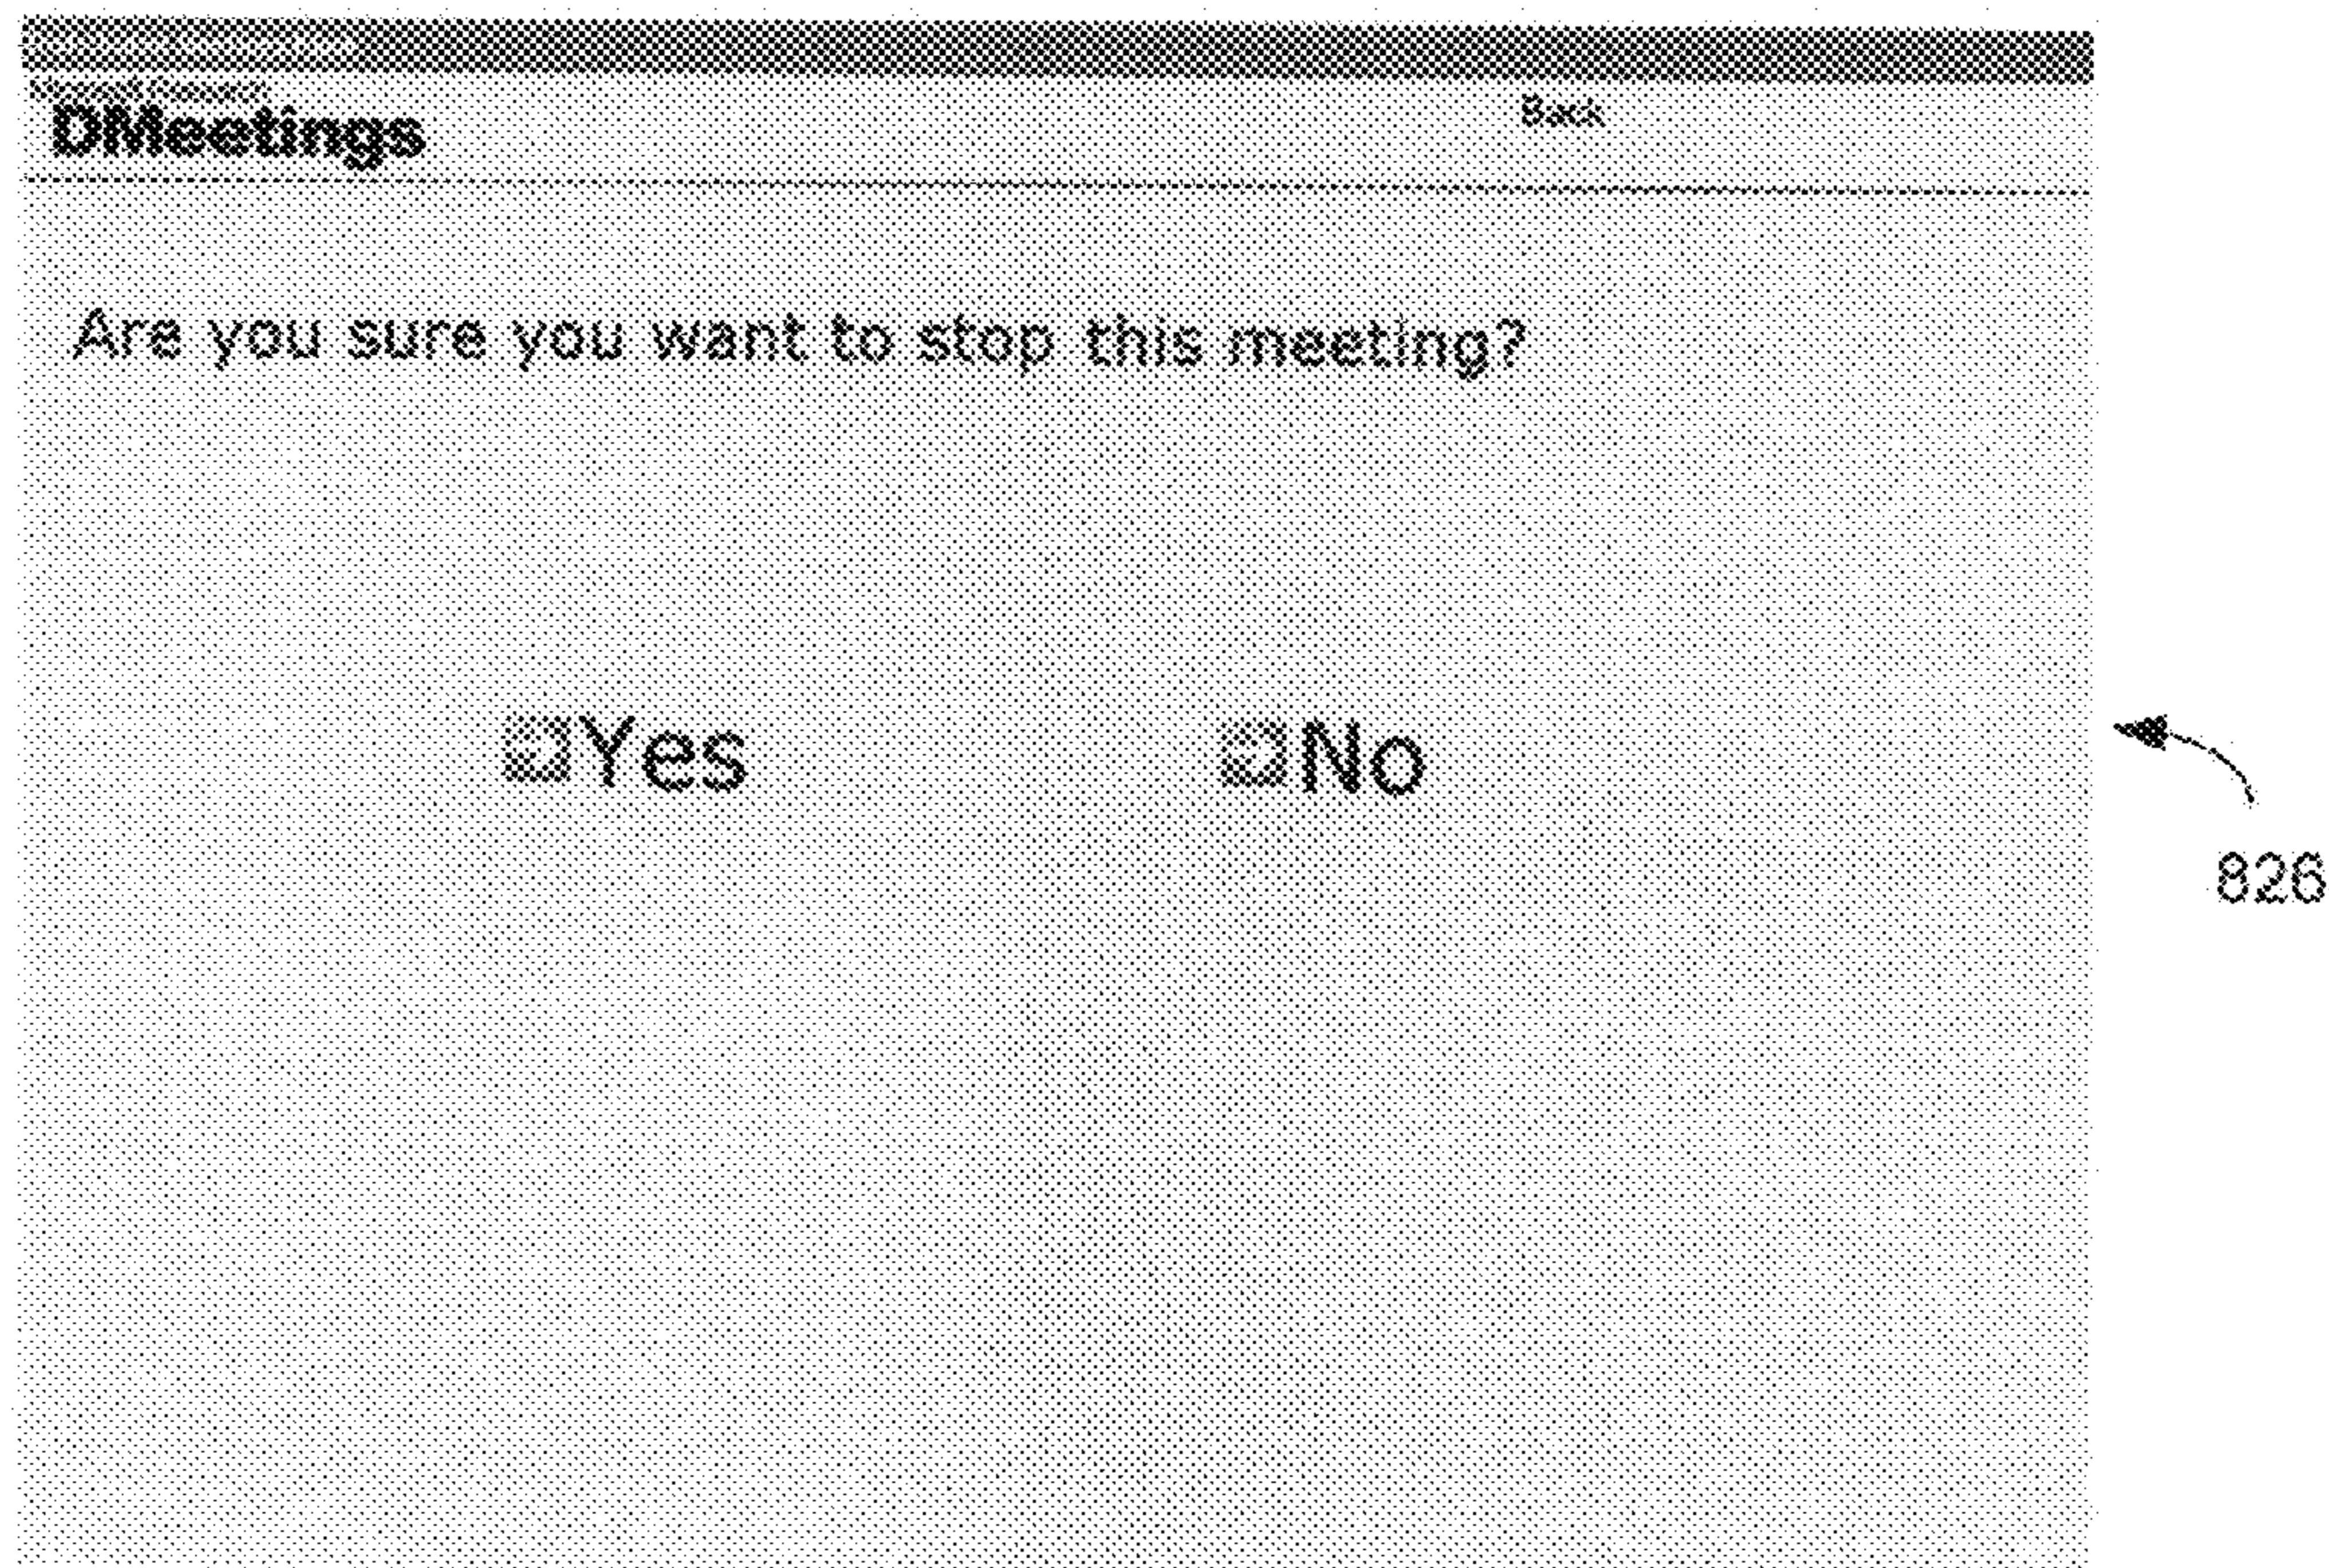 DMeetings
Back
Are you sure you want to stop this meeting?
Yes
No
826